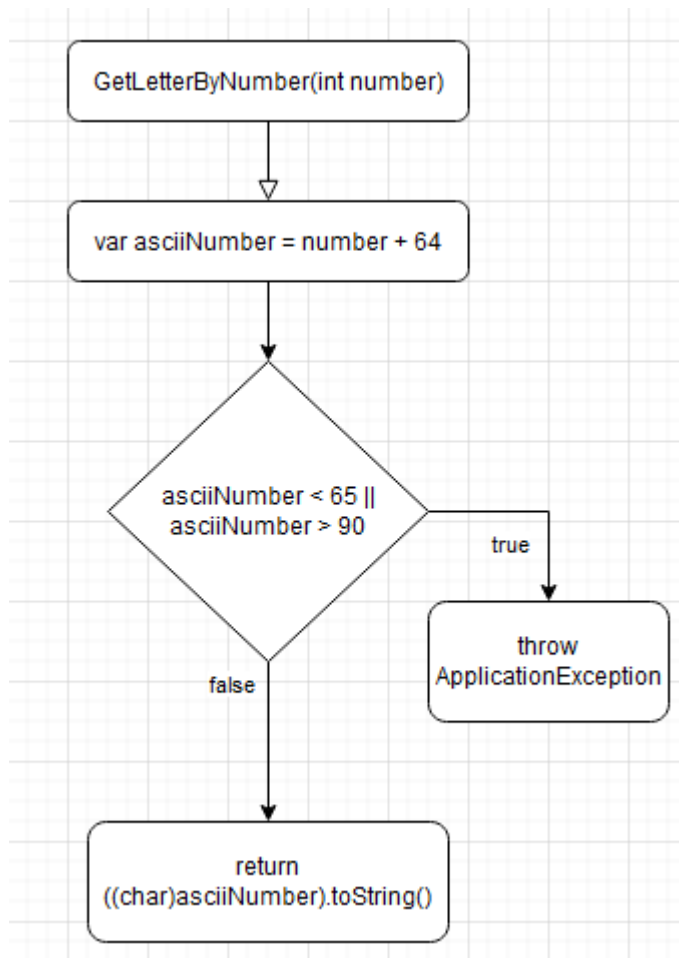 GetLetterByNumber(int number)
var asciiNumber = number + 64
asciiNumber < 65 ||
asciiNumber > 90
true
throw
ApplicationException
false
return
((char)asciiNumber).toString()